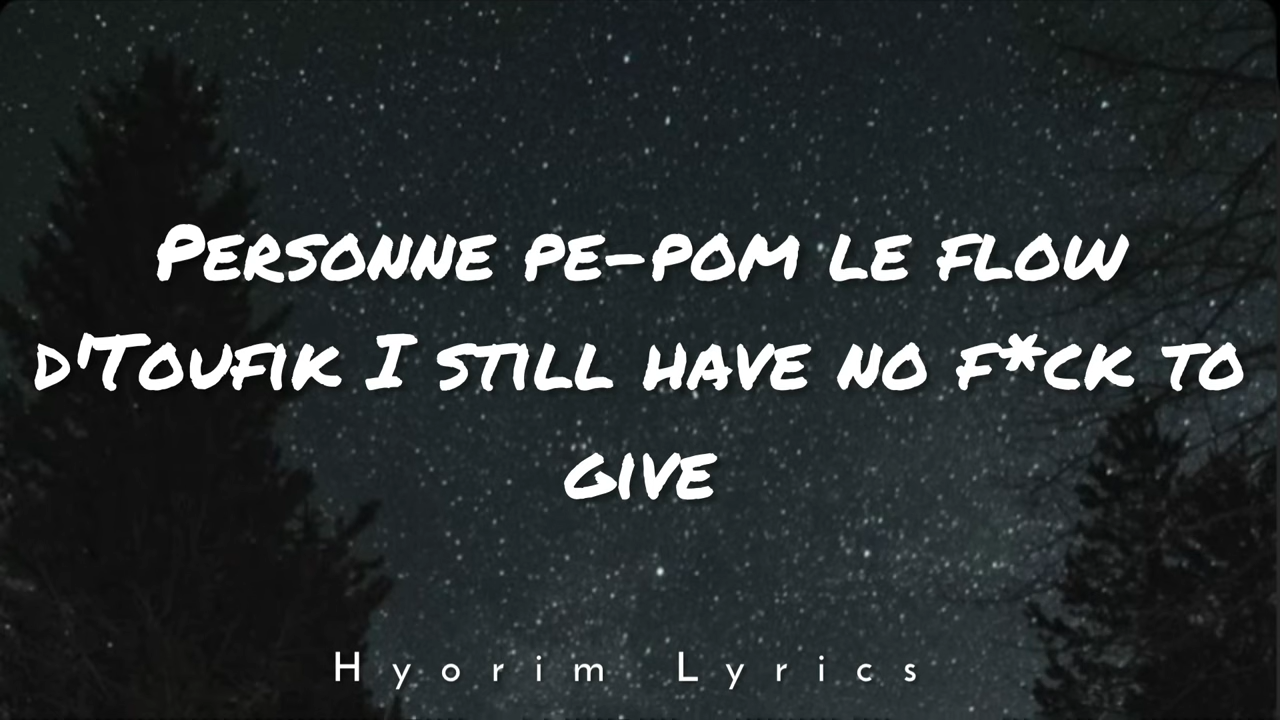 Personne pe-pom le flow
d'Toufik I still have no f*ck to
give
Hyorim Lyrics